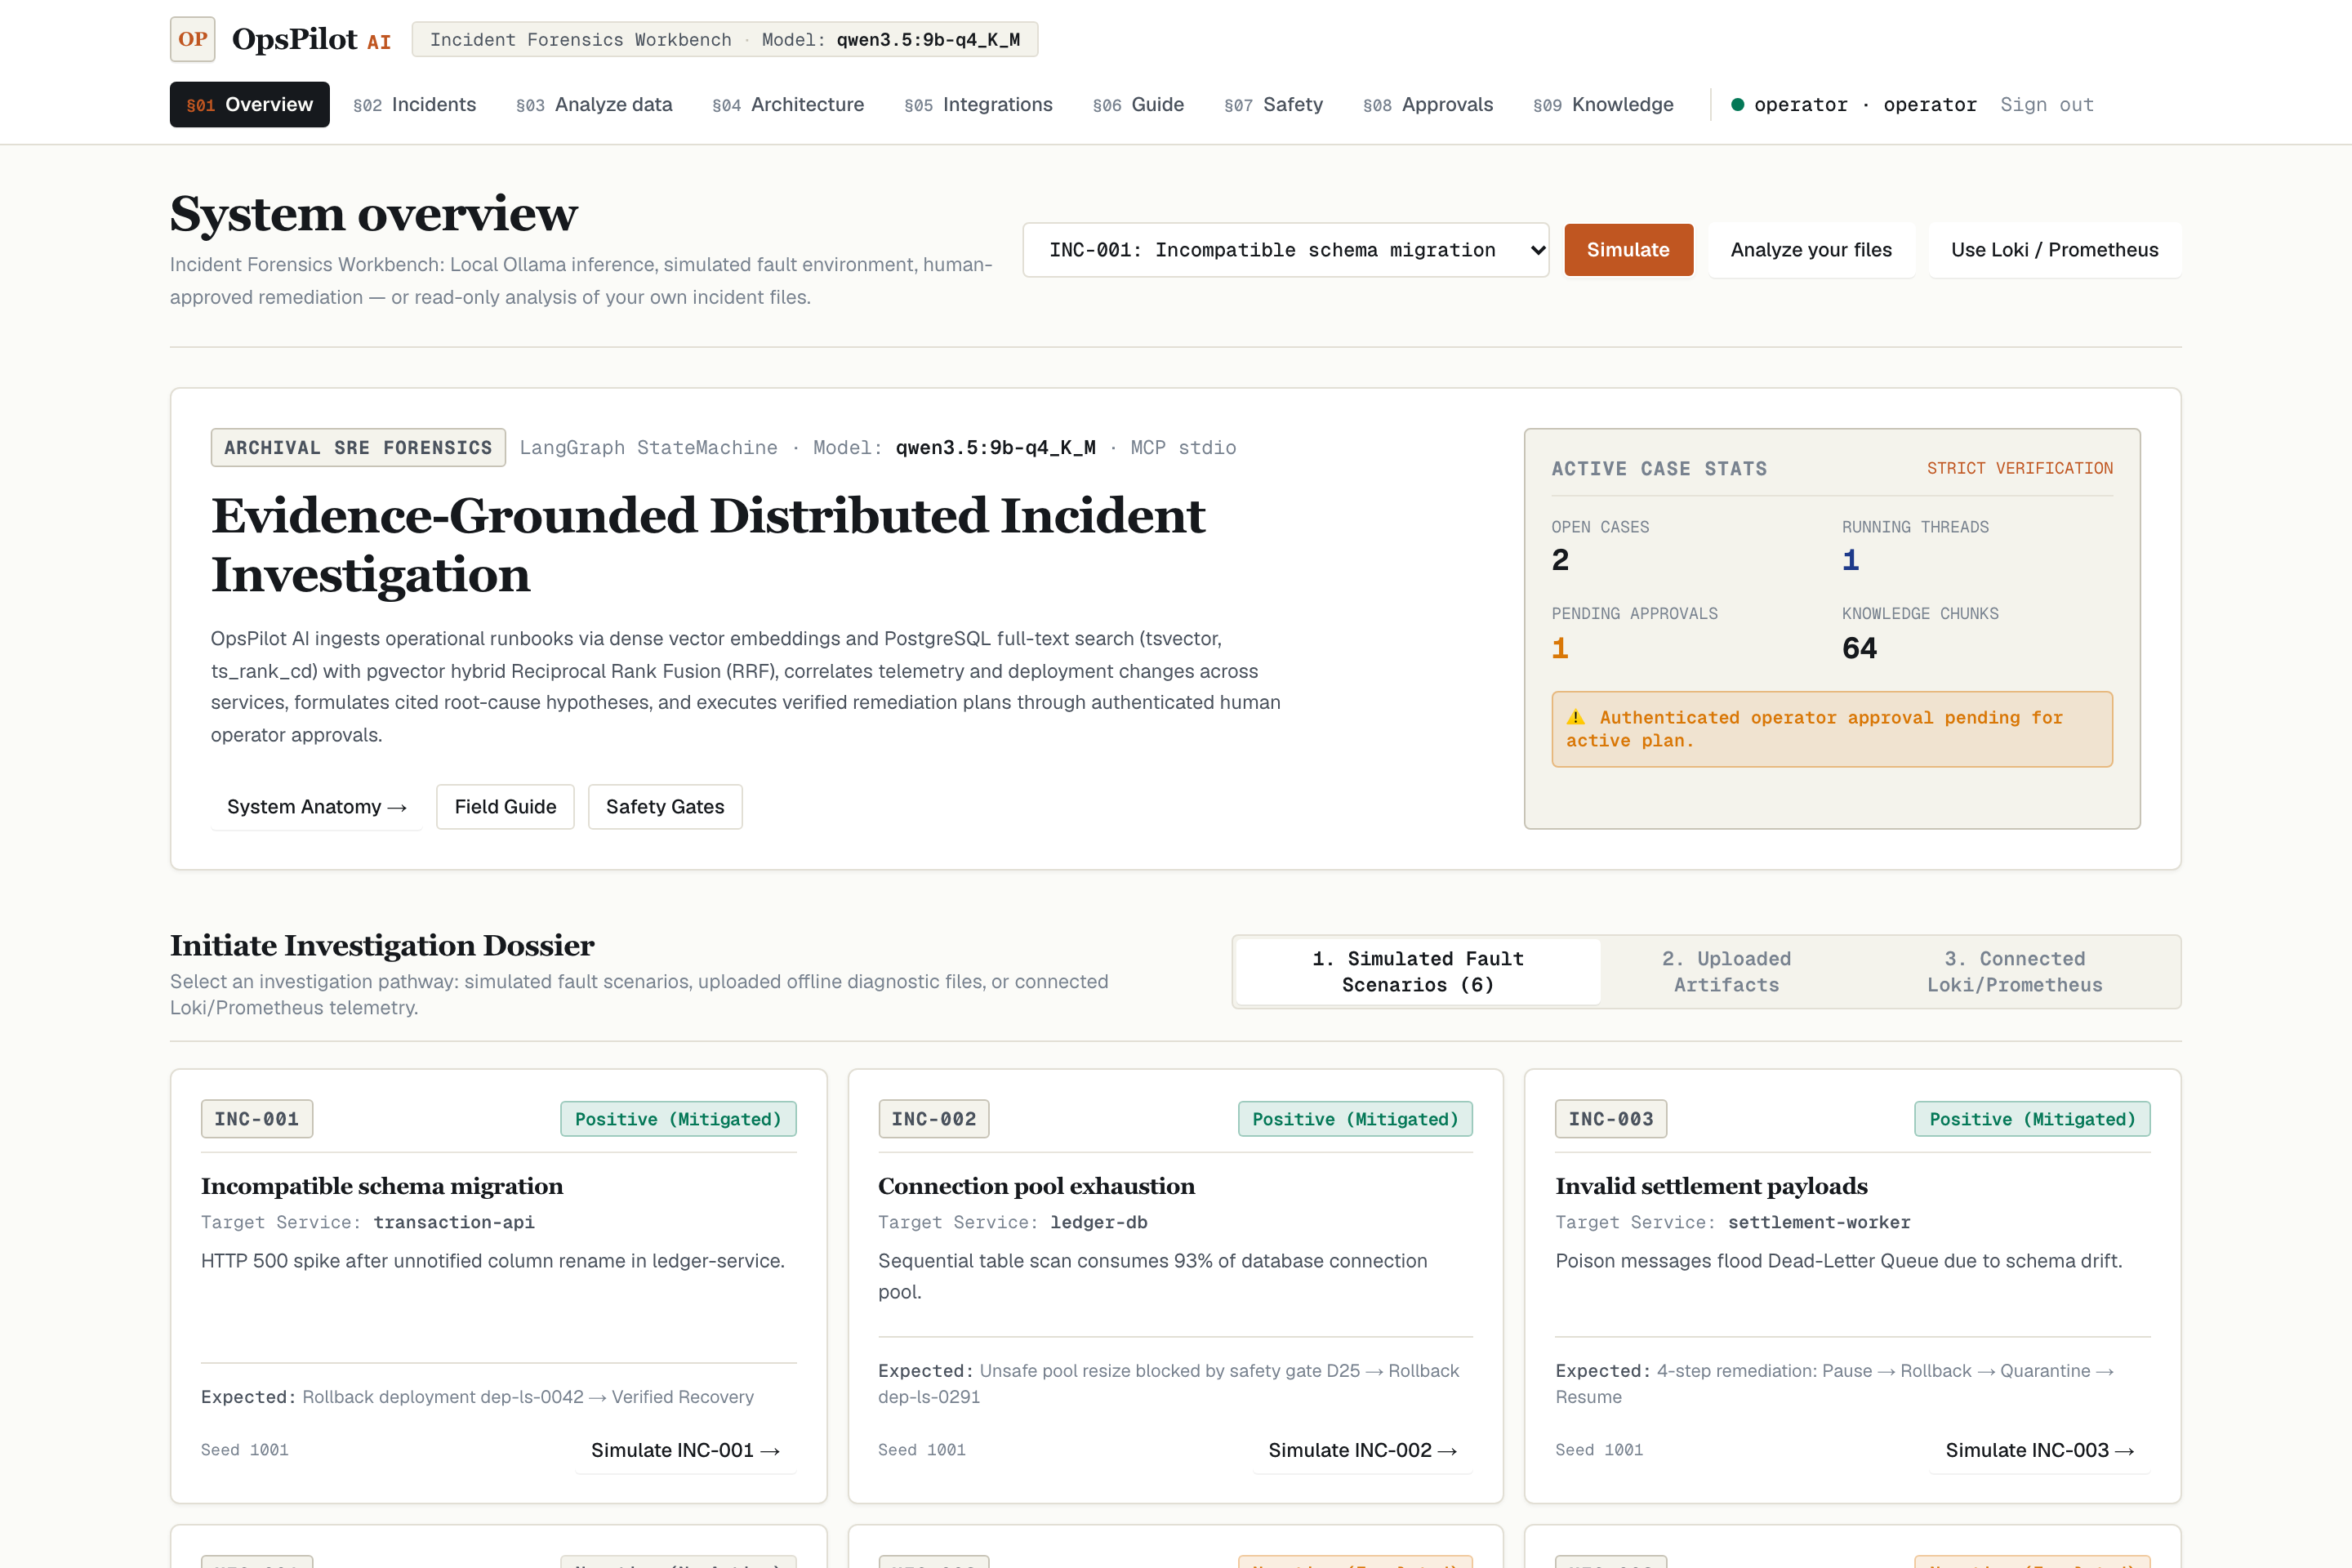 OP OpsPilot AI Incident Forensics Workbench · Model: qwen3.5:9b-q4_K_M
§01 Overview §02 Incidents §03 Analyze data §04 Architecture §05 Integrations §06 Guide §07 Safety §08 Approvals §09 Knowledge operator · operator Sign out
System overview
Incident Forensics Workbench: Local Ollama inference, simulated fault environment, human-
approved remediation — or read-only analysis of your own incident files.
INC-001: Incompatible schema migration Simulate Analyze your files Use Loki / Prometheus
ARCHIVAL SRE FORENSICS LangGraph StateMachine · Model: qwen3.5:9b-q4_K_M · MCP stdio
Evidence-Grounded Distributed Incident
Investigation
OpsPilot AI ingests operational runbooks via dense vector embeddings and PostgreSQL full-text search (tsvector,
ts_rank_cd) with pgvector hybrid Reciprocal Rank Fusion (RRF), correlates telemetry and deployment changes across
services, formulates cited root-cause hypotheses, and executes verified remediation plans through authenticated human
operator approvals.
System Anatomy → Field Guide Safety Gates
ACTIVE CASE STATS STRICT VERIFICATION
OPEN CASES RUNNING THREADS
2 1
PENDING APPROVALS KNOWLEDGE CHUNKS
1 64
⚠ Authenticated operator approval pending for
active plan.
Initiate Investigation Dossier
Select an investigation pathway: simulated fault scenarios, uploaded offline diagnostic files, or connected
Loki/Prometheus telemetry.
1. Simulated Fault
Scenarios (6)
2. Uploaded
Artifacts
3. Connected
Loki/Prometheus
INC-001 Positive (Mitigated)
Incompatible schema migration
Target Service: transaction-api
HTTP 500 spike after unnotified column rename in ledger-service.
Expected: Rollback deployment dep-ls-0042 → Verified Recovery
Seed 1001 Simulate INC-001 →
INC-002 Positive (Mitigated)
Connection pool exhaustion
Target Service: ledger-db
Sequential table scan consumes 93% of database connection
pool.
Expected: Unsafe pool resize blocked by safety gate D25 → Rollback
dep-ls-0291
Seed 1001 Simulate INC-002 →
INC-003 Positive (Mitigated)
Invalid settlement payloads
Target Service: settlement-worker
Poison messages flood Dead-Letter Queue due to schema drift.
Expected: 4-step remediation: Pause → Rollback → Quarantine →
Resume
Seed 1001 Simulate INC-003 →